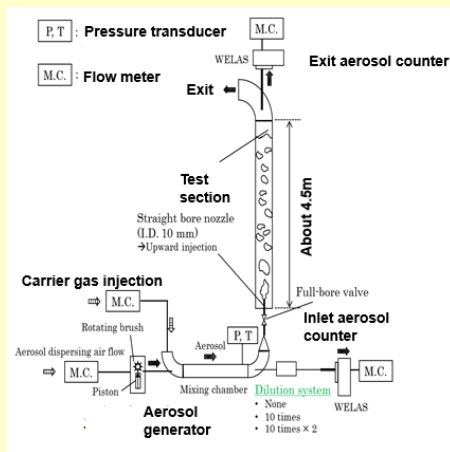 P, T : Pressure transducer
M.C. : Flow meter
M.C.
WELAS
Exit aerosol counter
Exit
Test
section
About 4.5m
Straight bore nozzle
(I.D. 10 mm)
→Upward injection
Carrier gas injection
M.C.
Full-bore valve
Rotating brush
Aerosol
P, T
Inlet aerosol
counter
Aerosol dispersing air flow
M.C.
Piston
Mixing chamber
Dilution system
• None
• 10 times
• 10 times × 2
M.C.
WELAS
Aerosol
generator
: